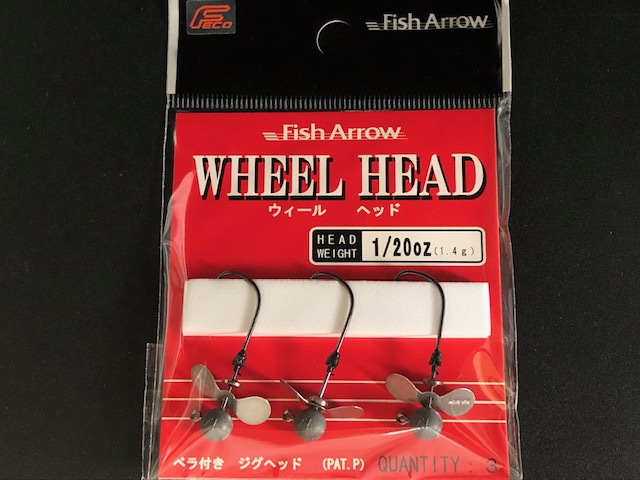 FECO
Fish Arrow
Fish Arrow
WHEEL HEAD
ウィール ヘッド
HEAD WEIGHT 1/20oz(1.4g)
ペラ付き ジグヘッド (PAT.P) QUANTITY : 3